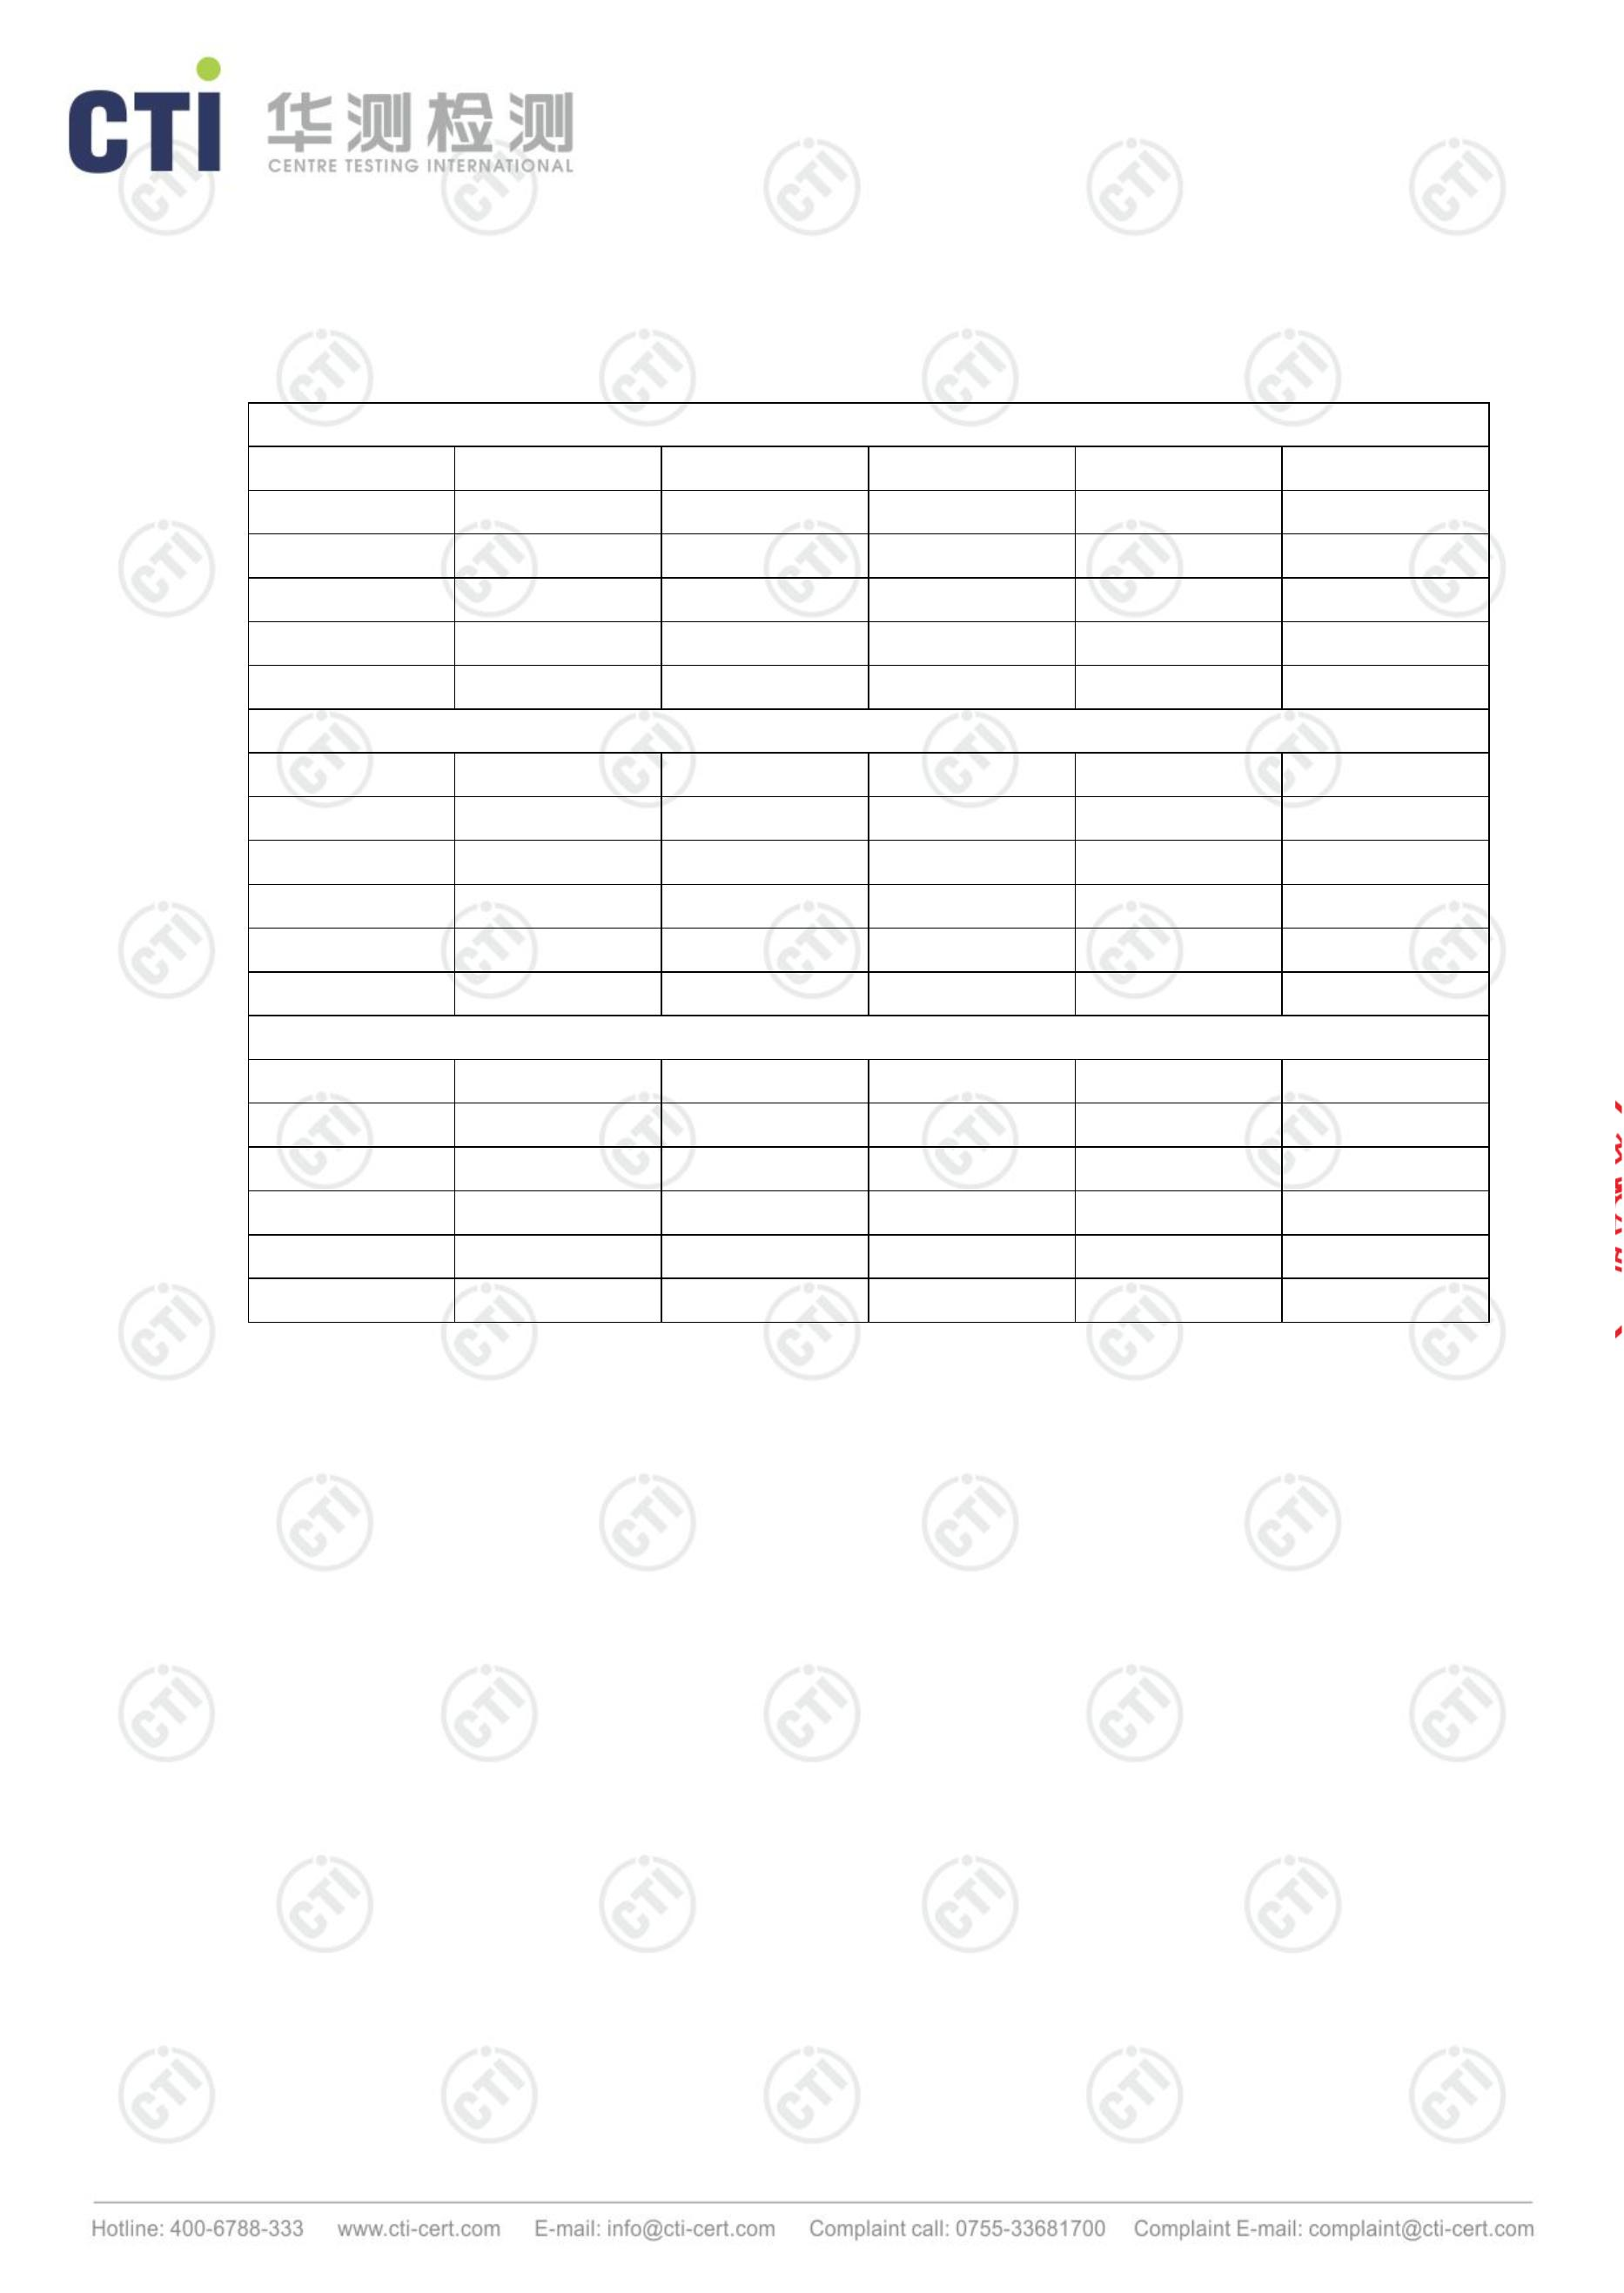 CTI 华测检测
CENTRE TESTING INTERNATIONAL
Hotline: 400-6788-333 www.cti-cert.com E-mail: info@cti-cert.com Complaint call: 0755-33681700 Complaint E-mail: complaint@cti-cert.com